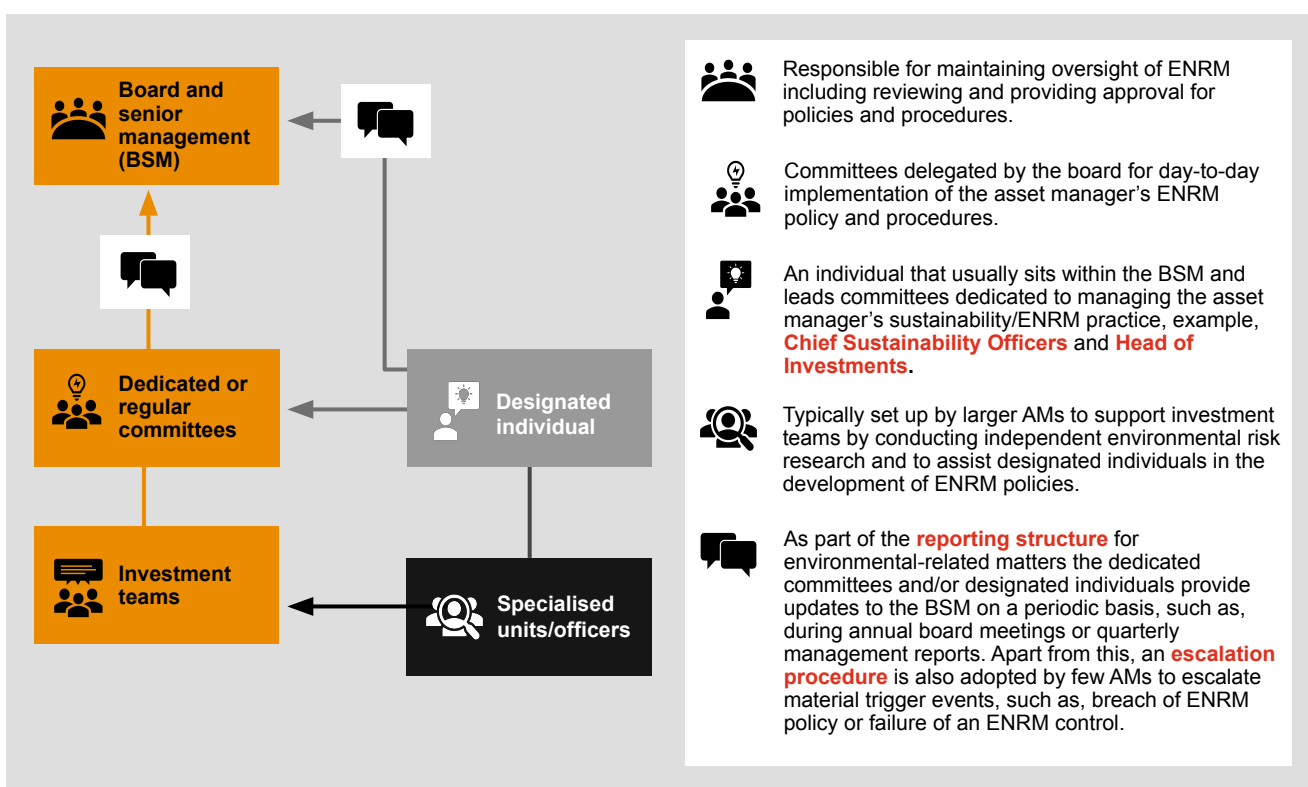 Board and
senior
management
(BSM)
Dedicated or
regular
committees
Designated
individual
Investment
teams
Specialised
units/officers
Responsible for maintaining oversight of ENRM
including reviewing and providing approval for
policies and procedures.
Committees delegated by the board for day-to-day
implementation of the asset manager’s ENRM
policy and procedures.
An individual that usually sits within the BSM and
leads committees dedicated to managing the asset
manager’s sustainability/ENRM practice, example,
Chief Sustainability Officers and Head of
Investments.
Typically set up by larger AMs to support investment
teams by conducting independent environmental risk
research and to assist designated individuals in the
development of ENRM policies.
As part of the reporting structure for
environmental-related matters the dedicated
committees and/or designated individuals provide
updates to the BSM on a periodic basis, such as,
during annual board meetings or quarterly
management reports. Apart from this, an escalation
procedure is also adopted by few AMs to escalate
material trigger events, such as, breach of ENRM
policy or failure of an ENRM control.